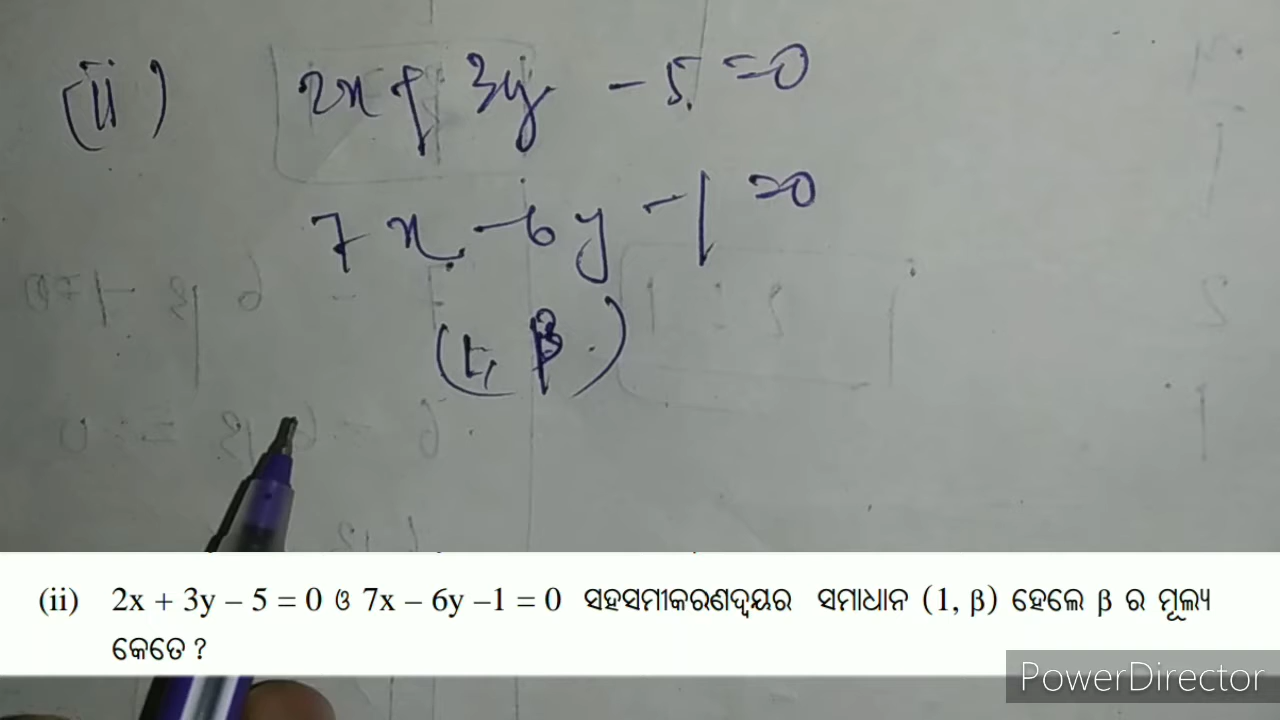 (ii) 2x + 3y - 5 = 0
7x - 6y - 1 = 0
(1, β)
(ii) 2x + 3y – 5 = 0 ଓ 7x – 6y –1 = 0 ସହସମୀକରଣଦ୍ୱୟର ସମାଧାନ (1, β) ହେଲେ β ର ମୂଲ୍ୟ
କେତେ ?
PowerDirector